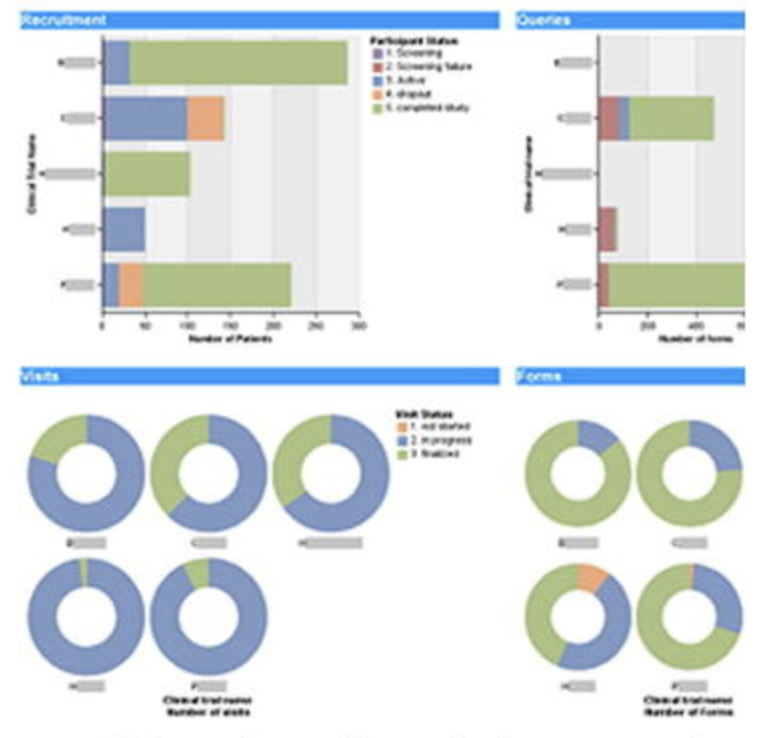 Recruitment
Queries
Participant Status
1. Screening
2. Screening failure
3. Active
4. dropout
5. completed study
Clinical Trial Name
0 50 100 150 200 250 300
Number of Patients
Clinical trial name
C
H
P
0 200 400
Number of forms
Visits
Forms
Visit Status
1. not started
2. in progress
3. finalized
C
H
H
P
Clinical trial name
Number of visits
C
H
P
Clinical trial name
Number of forms